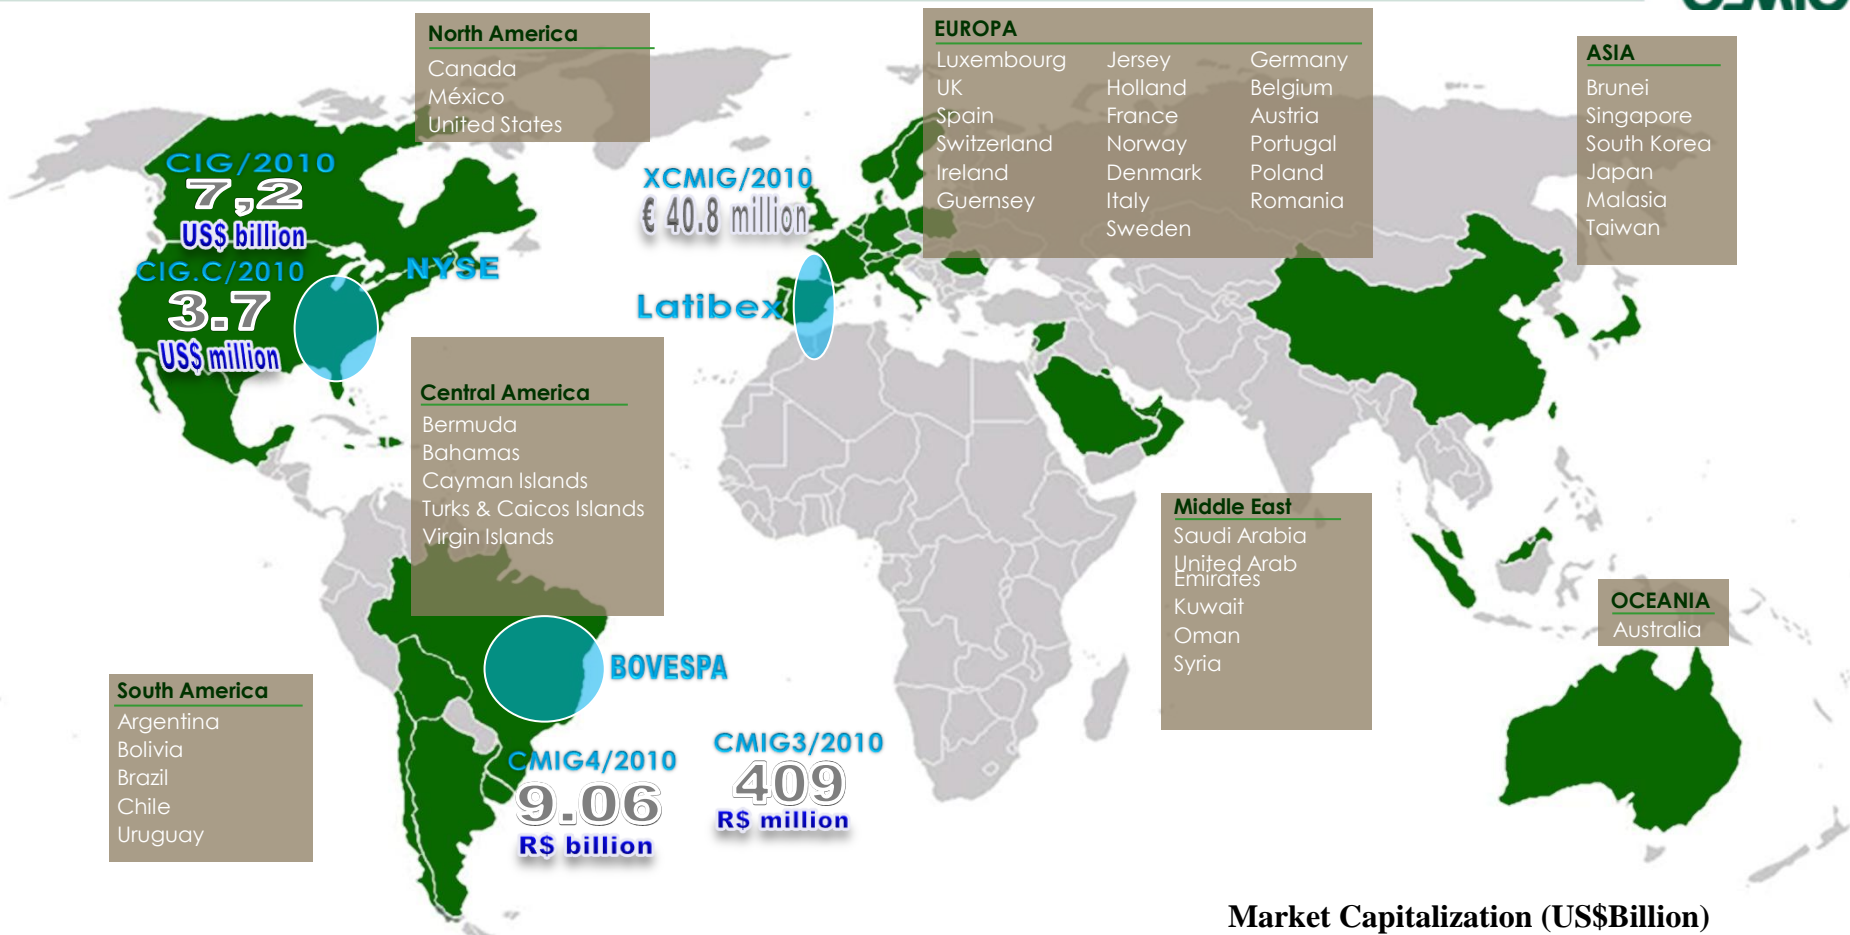 North America
Canada
México
United States
EUROPA
Luxembourg Jersey Germany
UK Holland Belgium
Spain France Austria
Switzerland Norway Portugal
Ireland Denmark Poland
Guernsey Italy Romania
Sweden
ASIA
Brunei
Singapore
South Korea
Japan
Malasia
Taiwan
CIG/2010
7,2
US$ billion
CIG.C/2010
3.7
US$ million
NYSE
XCMIG/2010
€ 40.8 million
Latibex
Central America
Bermuda
Bahamas
Cayman Islands
Turks & Caicos Islands
Virgin Islands
Middle East
Saudi Arabia
United Arab
Emirates
Kuwait
Oman
Syria
OCEANIA
Australia
South America
Argentina
Bolivia
Brazil
Chile
Uruguay
BOVESPA
CMIG4/2010
9.06
R$ billion
CMIG3/2010
409
R$ million
Market Capitalization (US$Billion)